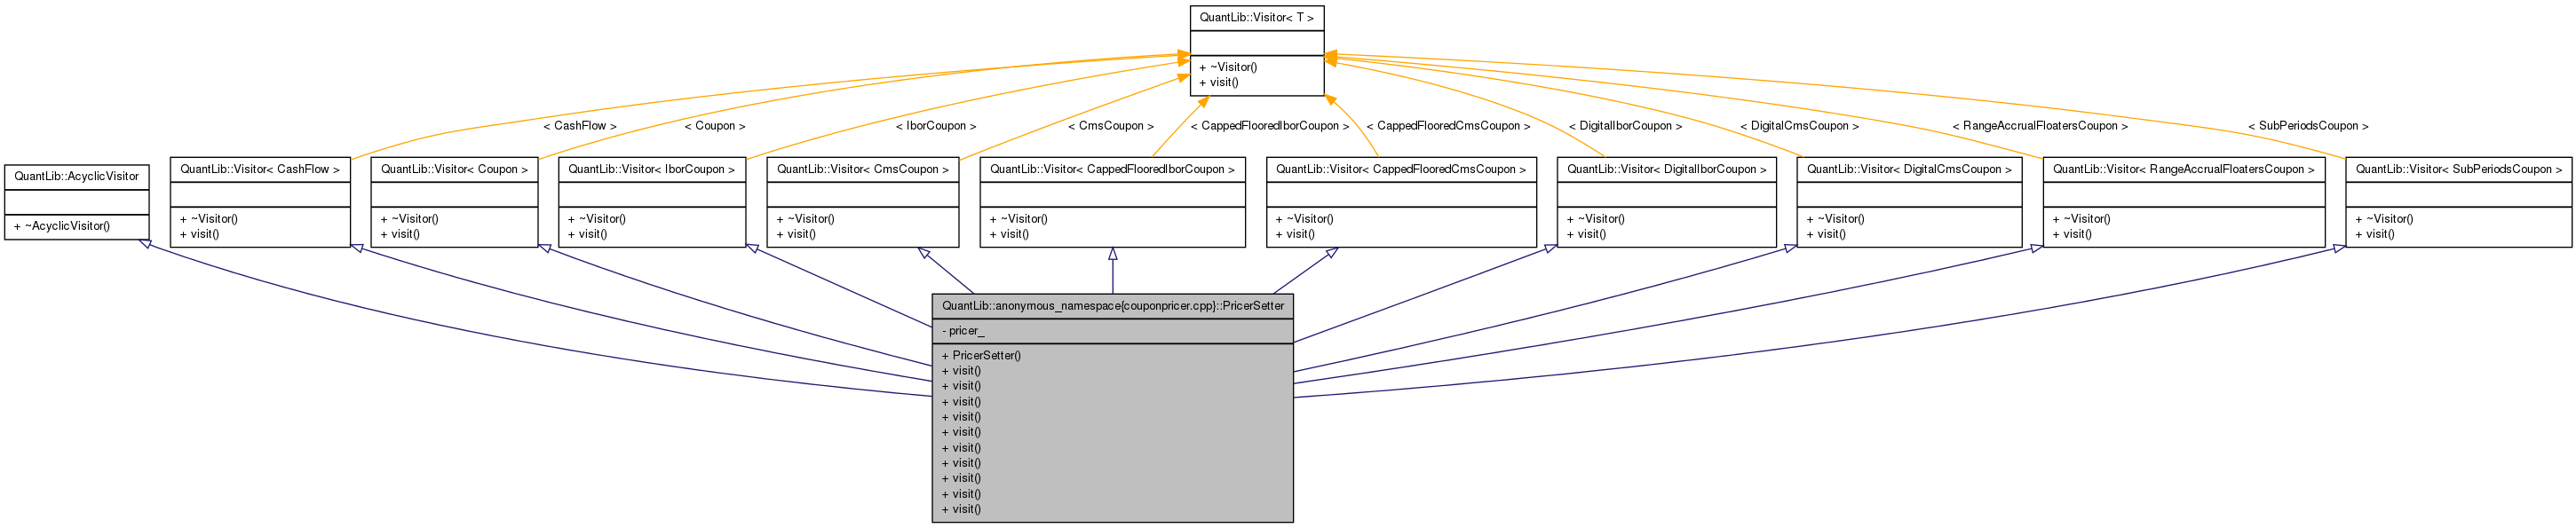 QuantLib::Visitor< T >
+ ~Visitor()
+ visit()
< CashFlow >
< Coupon >
< IborCoupon >
< CmsCoupon >
< CappedFlooredIborCoupon >
< CappedFlooredCmsCoupon >
< DigitalIborCoupon >
< DigitalCmsCoupon >
< RangeAccrualFloatersCoupon >
< SubPeriodsCoupon >
QuantLib::AcyclicVisitor
+ ~AcyclicVisitor()
QuantLib::Visitor< CashFlow >
+ ~Visitor()
+ visit()
QuantLib::Visitor< Coupon >
+ ~Visitor()
+ visit()
QuantLib::Visitor< IborCoupon >
+ ~Visitor()
+ visit()
QuantLib::Visitor< CmsCoupon >
+ ~Visitor()
+ visit()
QuantLib::Visitor< CappedFlooredIborCoupon >
+ ~Visitor()
+ visit()
QuantLib::Visitor< CappedFlooredCmsCoupon >
+ ~Visitor()
+ visit()
QuantLib::Visitor< DigitalIborCoupon >
+ ~Visitor()
+ visit()
QuantLib::Visitor< DigitalCmsCoupon >
+ ~Visitor()
+ visit()
QuantLib::Visitor< RangeAccrualFloatersCoupon >
+ ~Visitor()
+ visit()
QuantLib::Visitor< SubPeriodsCoupon >
+ ~Visitor()
+ visit()
QuantLib::anonymous_namespace{couponpricer.cpp}::PricerSetter
- pricer_
+ PricerSetter()
+ visit()
+ visit()
+ visit()
+ visit()
+ visit()
+ visit()
+ visit()
+ visit()
+ visit()
+ visit()